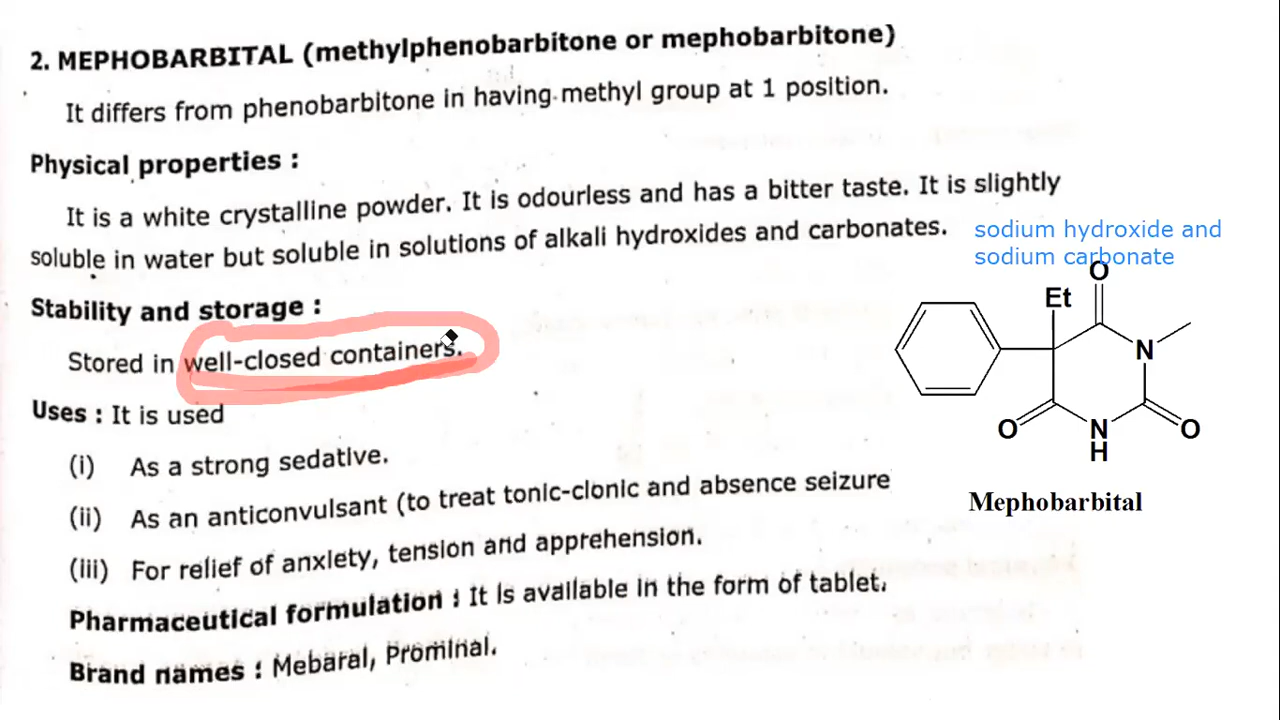 2. MEPHOBARBITAL (methylphenobarbitone or mephobarbitone)
It differs from phenobarbitone in having methyl group at 1 position.
Physical properties :
It is a white crystalline powder. It is odourless and has a bitter taste. It is slightly
soluble in water but soluble in solutions of alkali hydroxides and carbonates.
sodium hydroxide and
sodium carbonate
Stability and storage :
Stored in well-closed containers.
Uses : It is used
(i) As a strong sedative.
(ii) As an anticonvulsant (to treat tonic-clonic and absence seizure
(iii) For relief of anxiety, tension and apprehension.
Pharmaceutical formulation : It is available in the form of tablet.
Brand names : Mebaral, Prominal.
O
Et
N
O
N
H
O
Mephobarbital